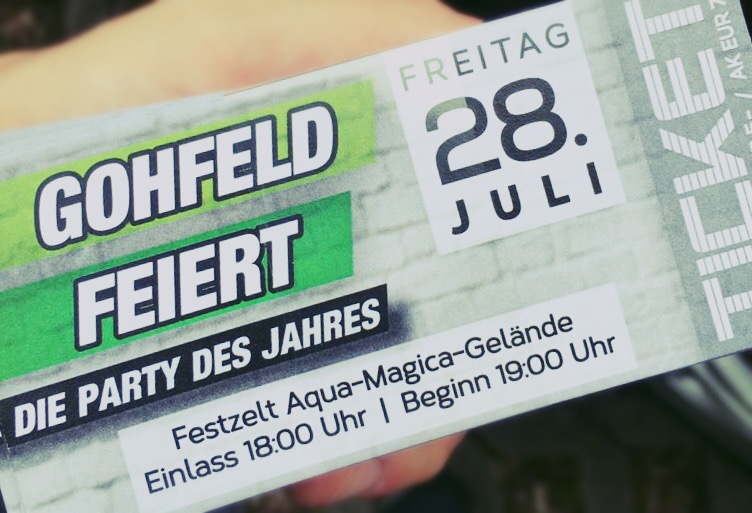 GOHFELD
FEIERT
DIE PARTY DES JAHRES
FREITAG
28.
JULI
Festzelt Aqua-Magica-Gelände
Einlass 18:00 Uhr | Beginn 19:00 Uhr
TICKET
/ AK EUR 7